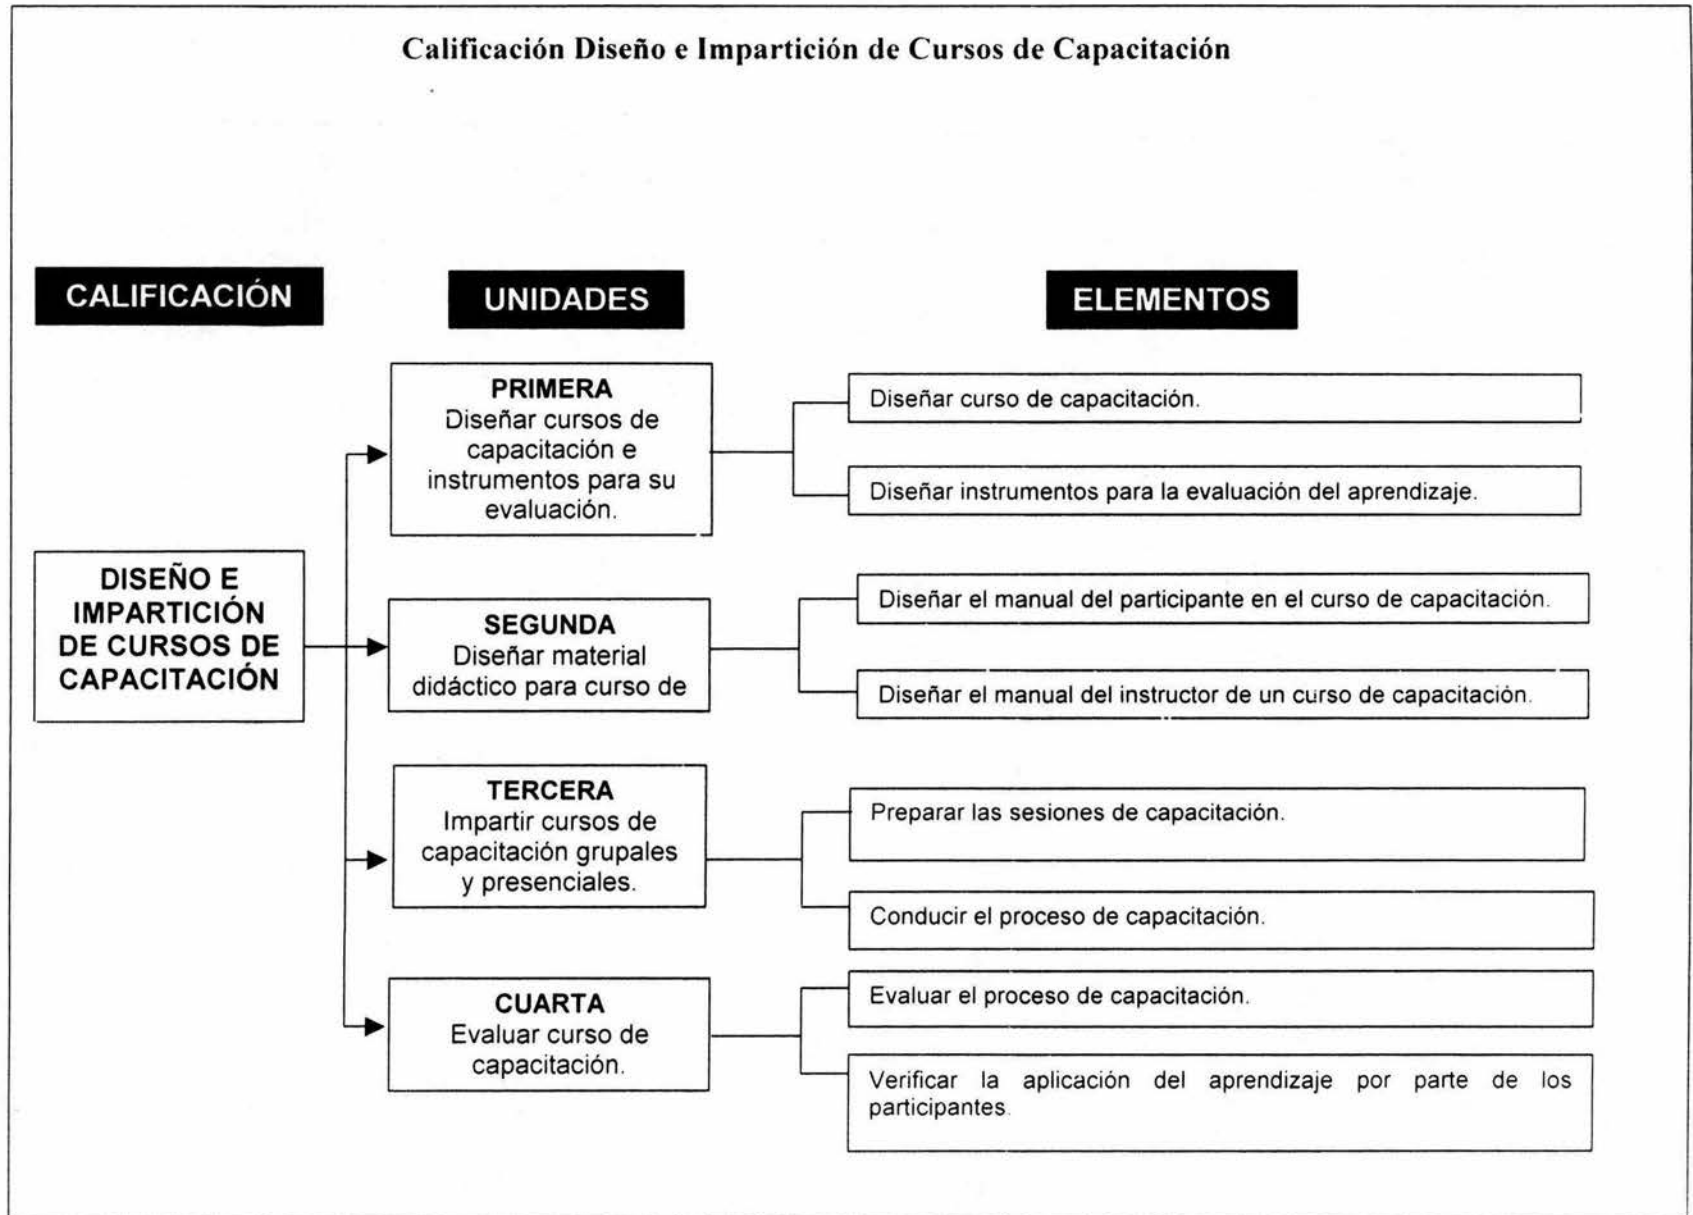 Calificación Diseño e Impartición de Cursos de Capacitación
CALIFICACIÓN
UNIDADES
ELEMENTOS
DISEÑO E
IMPARTICIÓN
DE CURSOS DE
CAPACITACIÓN
PRIMERA
Diseñar cursos de
capacitación e
instrumentos para su
evaluación.
Diseñar curso de capacitación.
Diseñar instrumentos para la evaluación del aprendizaje.
SEGUNDA
Diseñar material
didáctico para curso de
Diseñar el manual del participante en el curso de capacitación.
Diseñar el manual del instructor de un curso de capacitación.
TERCERA
Impartir cursos de
capacitación grupales
y presenciales.
Preparar las sesiones de capacitación.
Conducir el proceso de capacitación.
CUARTA
Evaluar curso de
capacitación.
Evaluar el proceso de capacitación.
Verificar la aplicación del aprendizaje por parte de los
participantes.